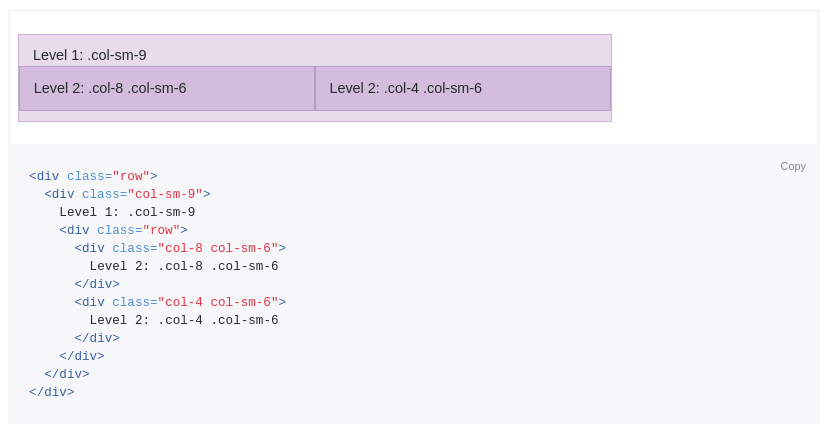 Level 1: .col-sm-9
Level 2: .col-8 .col-sm-6
Level 2: .col-4 .col-sm-6
Copy
<div class="row">
  <div class="col-sm-9">
    Level 1: .col-sm-9
    <div class="row">
      <div class="col-8 col-sm-6">
        Level 2: .col-8 .col-sm-6
      </div>
      <div class="col-4 col-sm-6">
        Level 2: .col-4 .col-sm-6
      </div>
    </div>
  </div>
</div>